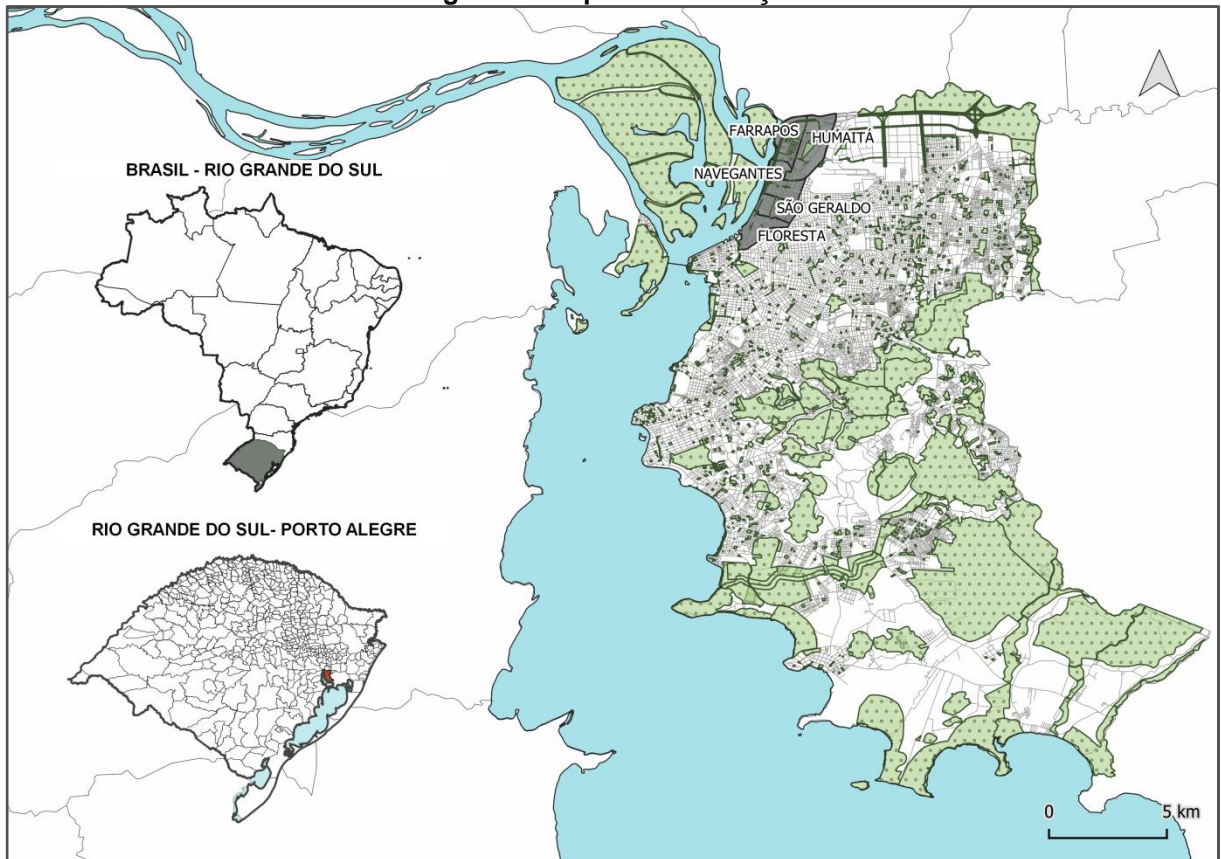 FARRAPOS
HUMAITÁ
NAVEGANTES
SÃO GERALDO
FLORESTA
BRASIL - RIO GRANDE DO SUL
RIO GRANDE DO SUL- PORTO ALEGRE
0 5 km